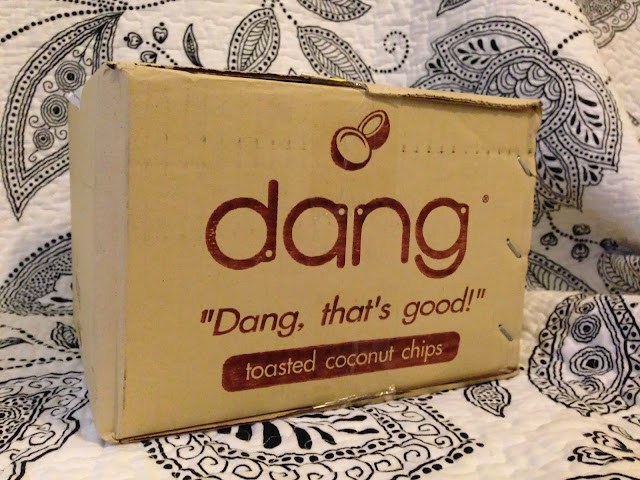 dang®
"Dang, that's good!"
toasted coconut chips